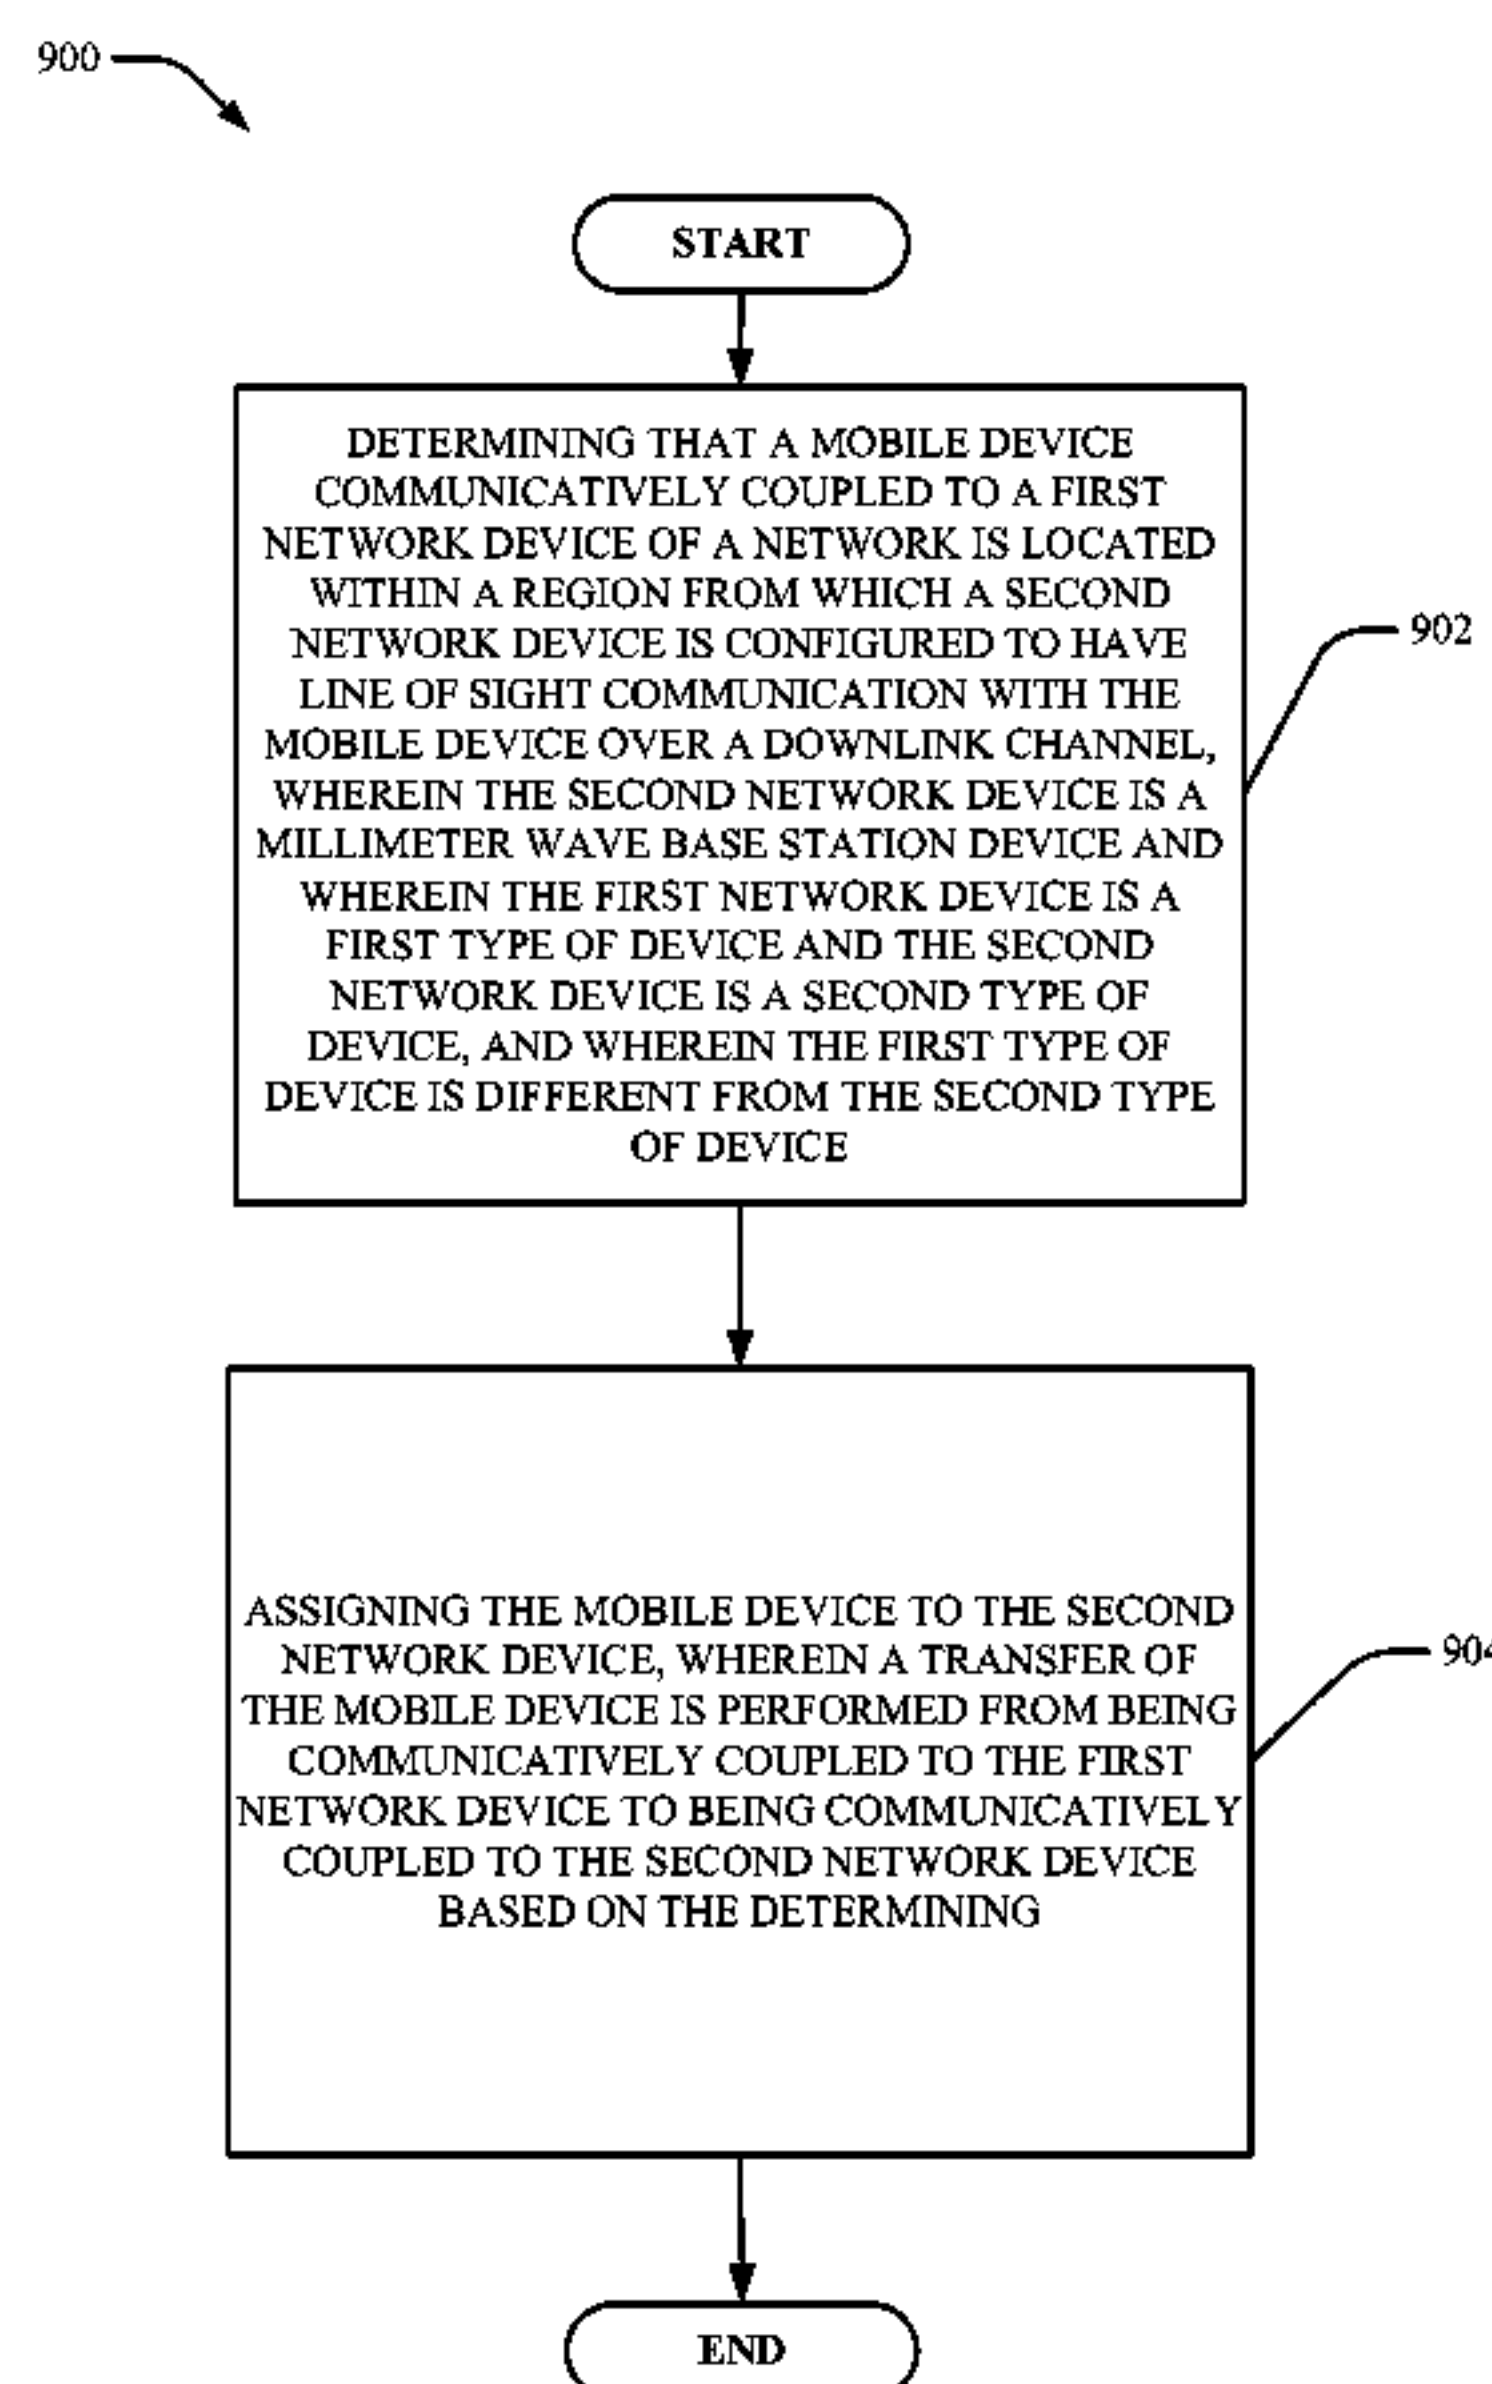 900
START
DETERMINING THAT A MOBILE DEVICE
COMMUNICATIVELY COUPLED TO A FIRST
NETWORK DEVICE OF A NETWORK IS LOCATED
WITHIN A REGION FROM WHICH A SECOND
NETWORK DEVICE IS CONFIGURED TO HAVE
LINE OF SIGHT COMMUNICATION WITH THE
MOBILE DEVICE OVER A DOWNLINK CHANNEL,
WHEREIN THE SECOND NETWORK DEVICE IS A
MILLIMETER WAVE BASE STATION DEVICE AND
WHEREIN THE FIRST NETWORK DEVICE IS A
FIRST TYPE OF DEVICE AND THE SECOND
NETWORK DEVICE IS A SECOND TYPE OF
DEVICE, AND WHEREIN THE FIRST TYPE OF
DEVICE IS DIFFERENT FROM THE SECOND TYPE
OF DEVICE
902
ASSIGNING THE MOBILE DEVICE TO THE SECOND
NETWORK DEVICE, WHEREIN A TRANSFER OF
THE MOBILE DEVICE IS PERFORMED FROM BEING
COMMUNICATIVELY COUPLED TO THE FIRST
NETWORK DEVICE TO BEING COMMUNICATIVELY
COUPLED TO THE SECOND NETWORK DEVICE
BASED ON THE DETERMINING
904
END